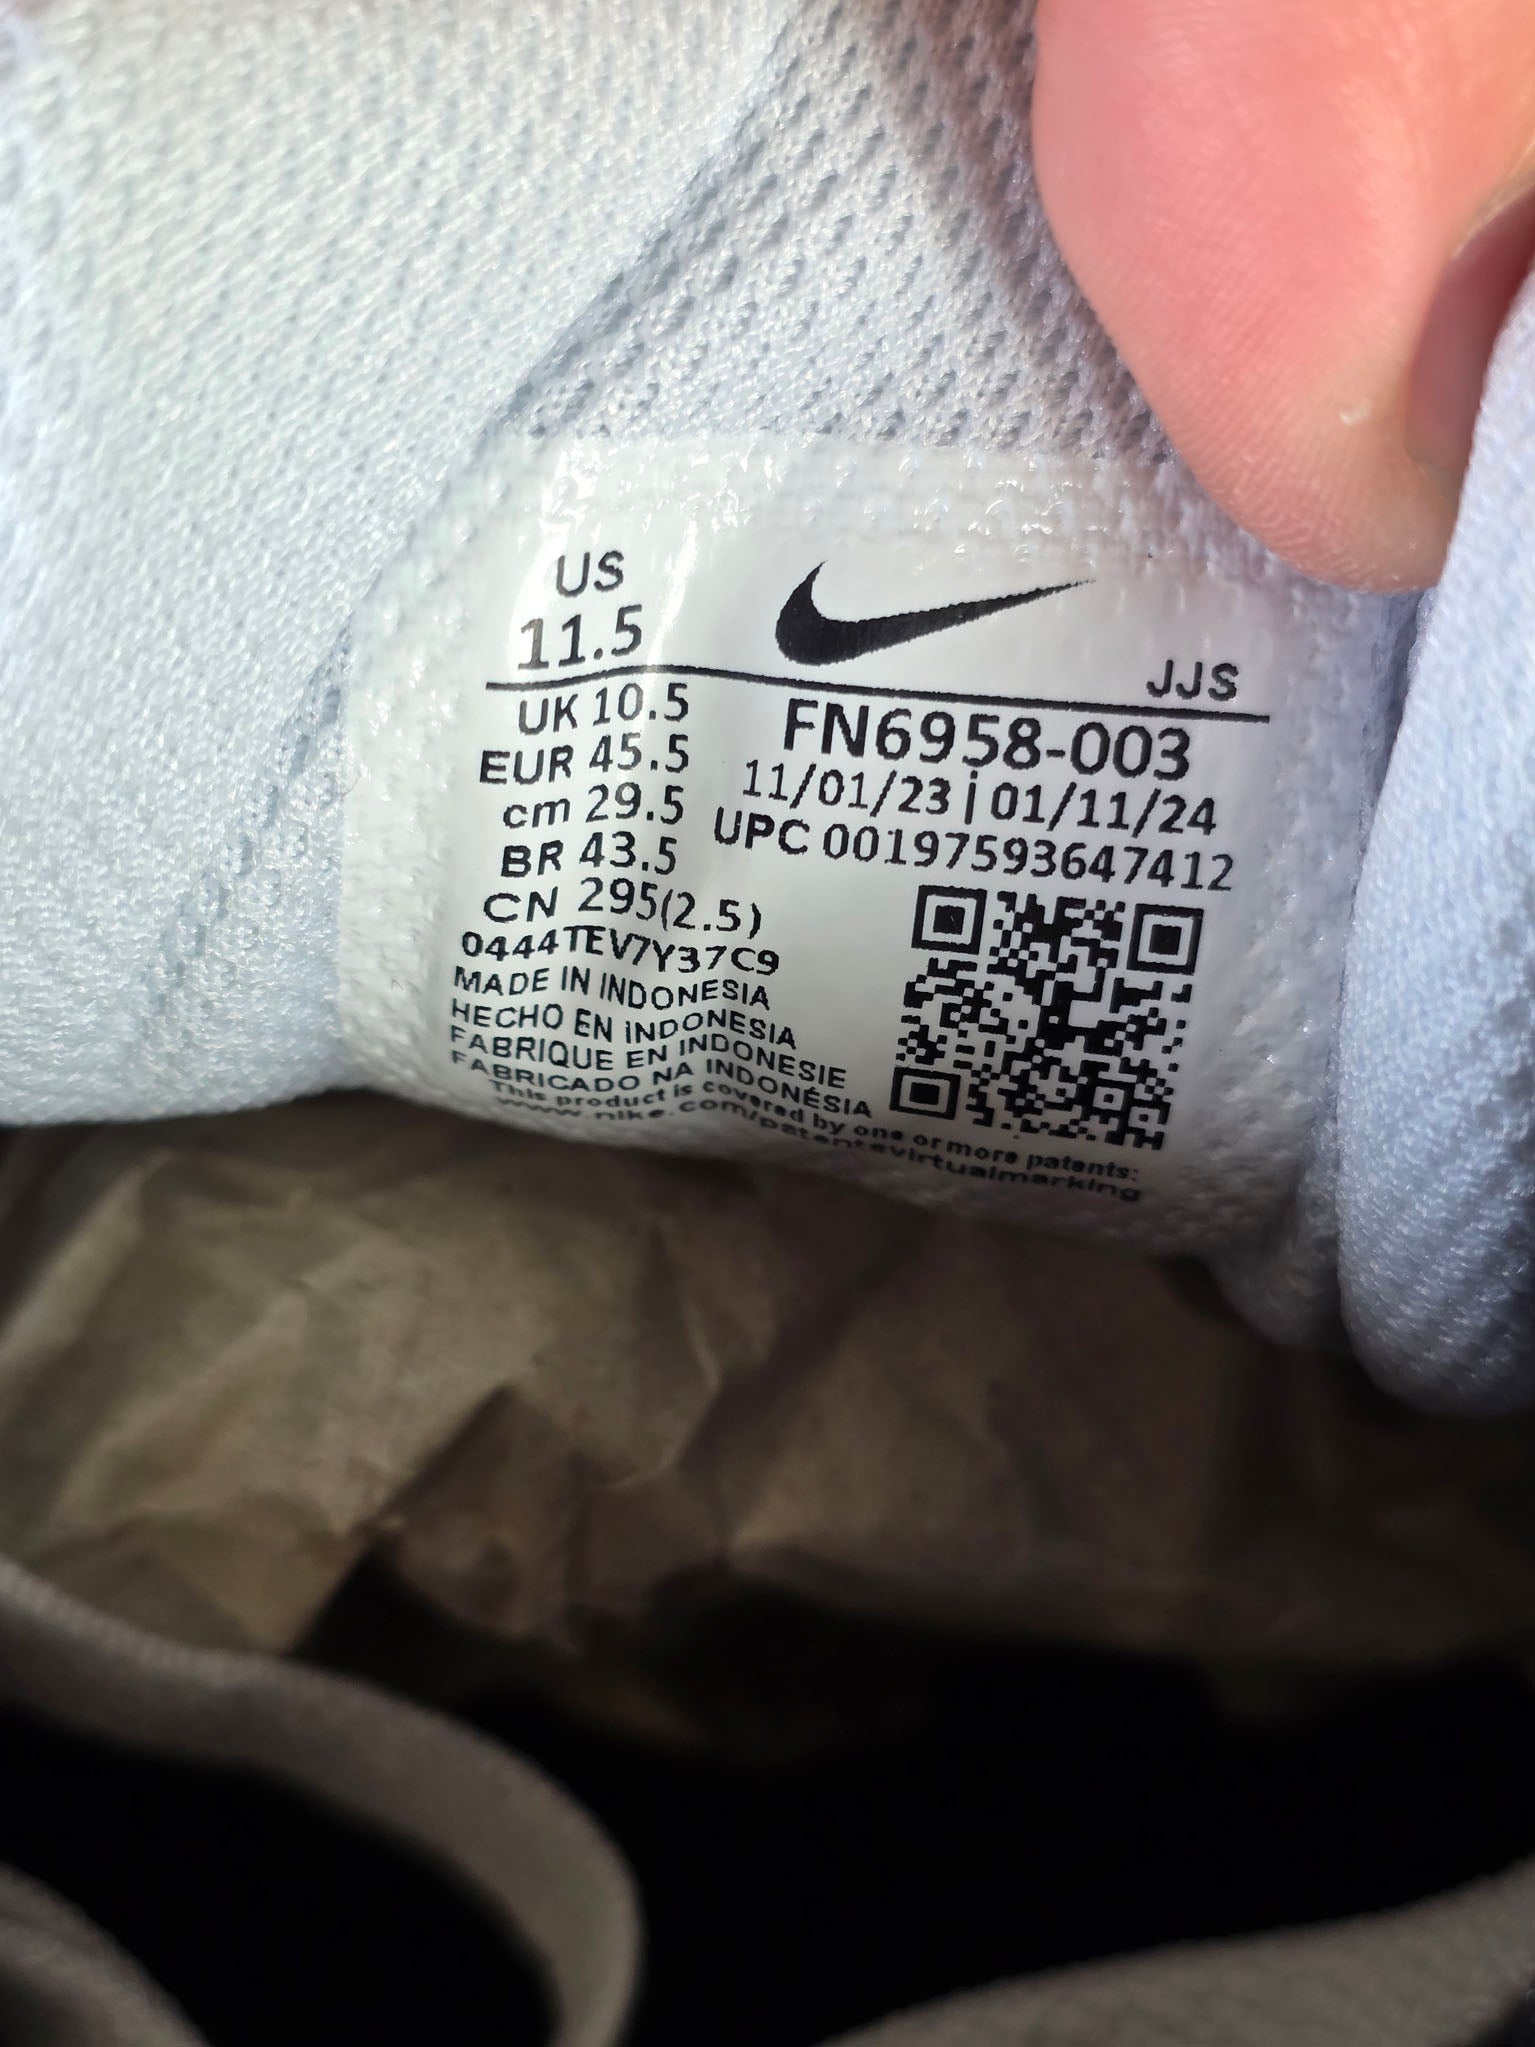 US
11.5
JJS
UK 10.5
EUR 45.5
cm 29.5
BR 43.5
CN 295(2.5)
FN6958-003
11/01/23 | 01/11/24
UPC 00197593647412
0444TEV7Y37C9
MADE IN INDONESIA
HECHO EN INDONESIA
FABRIQUE EN INDONESIE
FABRICADO NA INDONÉSIA
This product is covered by one or more patents:
www.nike.com/patentsvirtualmarking